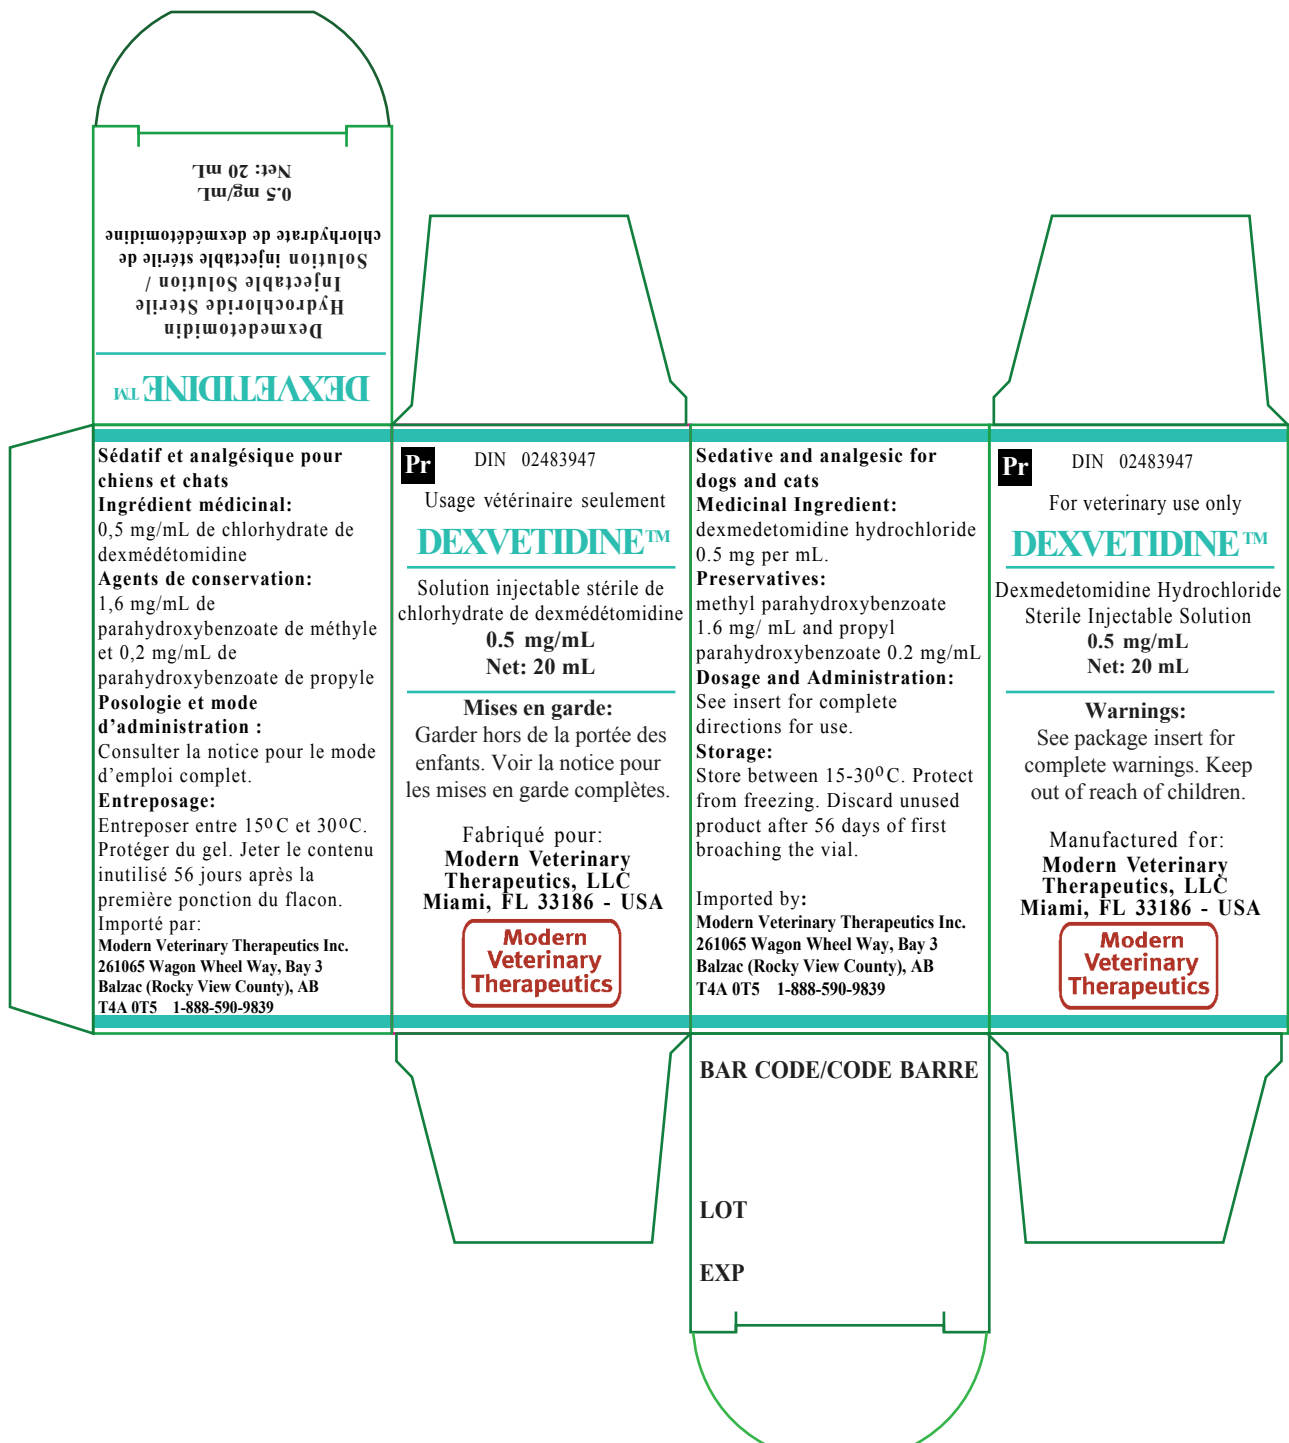 DEXVETIDINE™
Dexmedetomidin
Hydrochloride Sterile
Injectable Solution /
Solution injectable stérile de
chlorhydrate de dexmédétomidine
0.5 mg/mL
Net: 20 mL
Sédatif et analgésique pour
chiens et chats
Ingrédient médicinal:
0,5 mg/mL de chlorhydrate de
dexmédétomidine
Agents de conservation:
1,6 mg/mL de
parahydroxybenzoate de méthyle
et 0,2 mg/mL de
parahydroxybenzoate de propyle
Posologie et mode
d’administration :
Consulter la notice pour le mode
d’emploi complet.
Entreposage:
Entreposer entre 15⁰C et 30⁰C.
Protéger du gel. Jeter le contenu
inutilisé 56 jours après la
première ponction du flacon.
Importé par:
Modern Veterinary Therapeutics Inc.
261065 Wagon Wheel Way, Bay 3
Balzac (Rocky View County), AB
T4A 0T5 1-888-590-9839
Pr DIN 02483947
Usage vétérinaire seulement
DEXVETIDINE™
Solution injectable stérile de
chlorhydrate de dexmédétomidine
0.5 mg/mL
Net: 20 mL
Mises en garde:
Garder hors de la portée des
enfants. Voir la notice pour
les mises en garde complètes.
Fabriqué pour:
Modern Veterinary
Therapeutics, LLC
Miami, FL 33186 - USA
Modern
Veterinary
Therapeutics
Sedative and analgesic for
dogs and cats
Medicinal Ingredient:
dexmedetomidine hydrochloride
0.5 mg per mL.
Preservatives:
methyl parahydroxybenzoate
1.6 mg/ mL and propyl
parahydroxybenzoate 0.2 mg/mL
Dosage and Administration:
See insert for complete
directions for use.
Storage:
Store between 15-30⁰C. Protect
from freezing. Discard unused
product after 56 days of first
broaching the vial.
Imported by:
Modern Veterinary Therapeutics Inc.
261065 Wagon Wheel Way, Bay 3
Balzac (Rocky View County), AB
T4A 0T5 1-888-590-9839
Pr DIN 02483947
For veterinary use only
DEXVETIDINE™
Dexmedetomidine Hydrochloride
Sterile Injectable Solution
0.5 mg/mL
Net: 20 mL
Warnings:
See package insert for
complete warnings. Keep
out of reach of children.
Manufactured for:
Modern Veterinary
Therapeutics, LLC
Miami, FL 33186 - USA
Modern
Veterinary
Therapeutics
BAR CODE/CODE BARRE
LOT
EXP